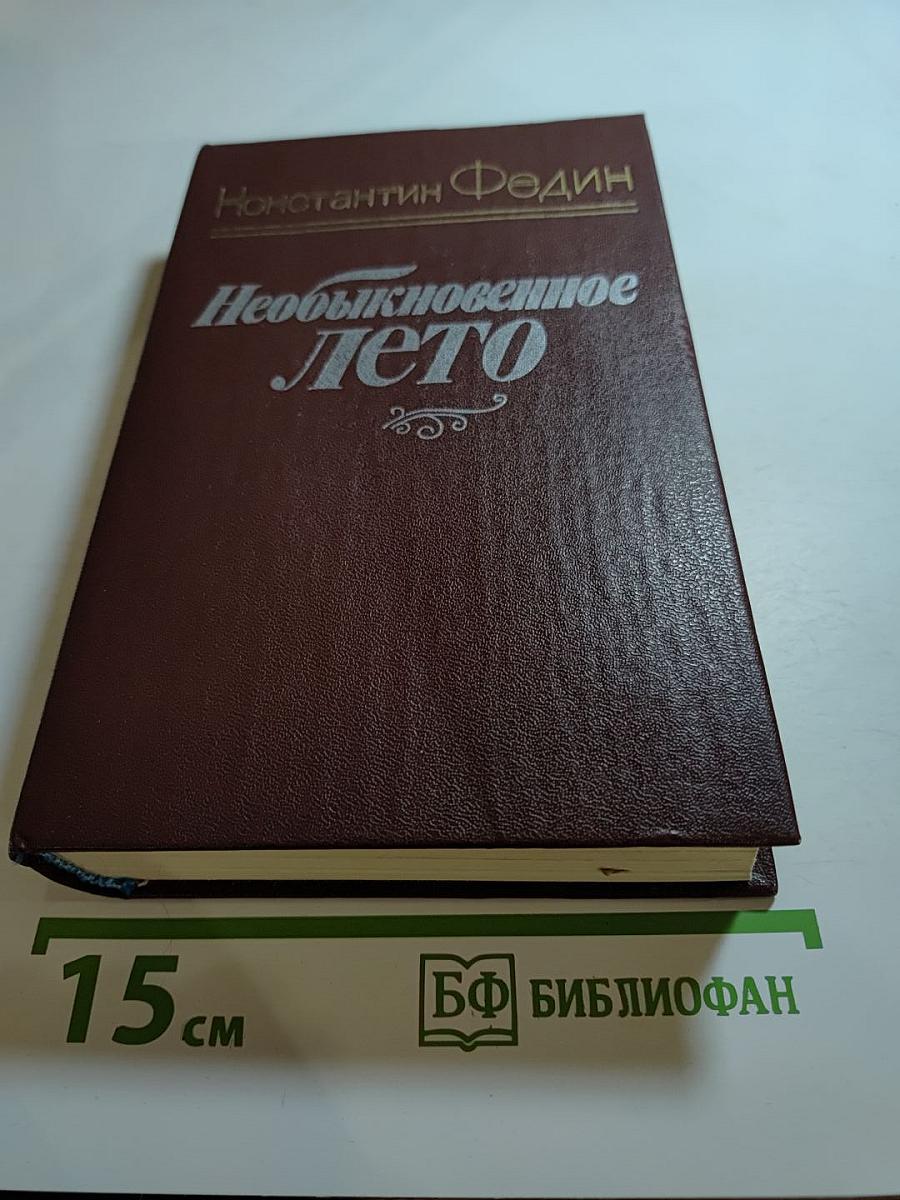 Константин Федин
Необыкновенное
лето
15 см
БФ БИБЛИОФАН